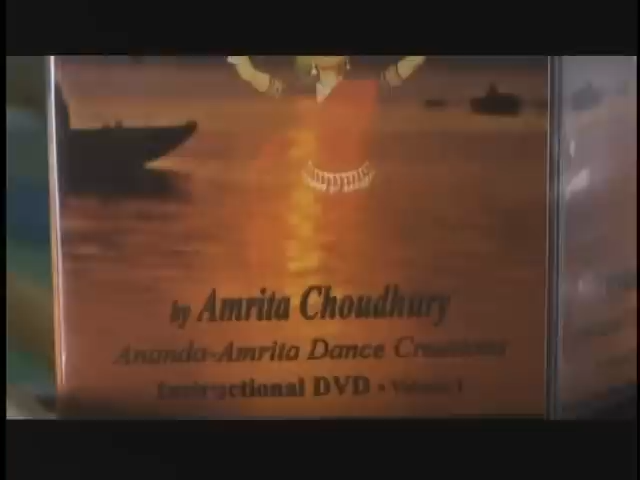 by Amrita Choudhury
Ananda-Amrita Dance Creations
Instructional DVD • Volume 1